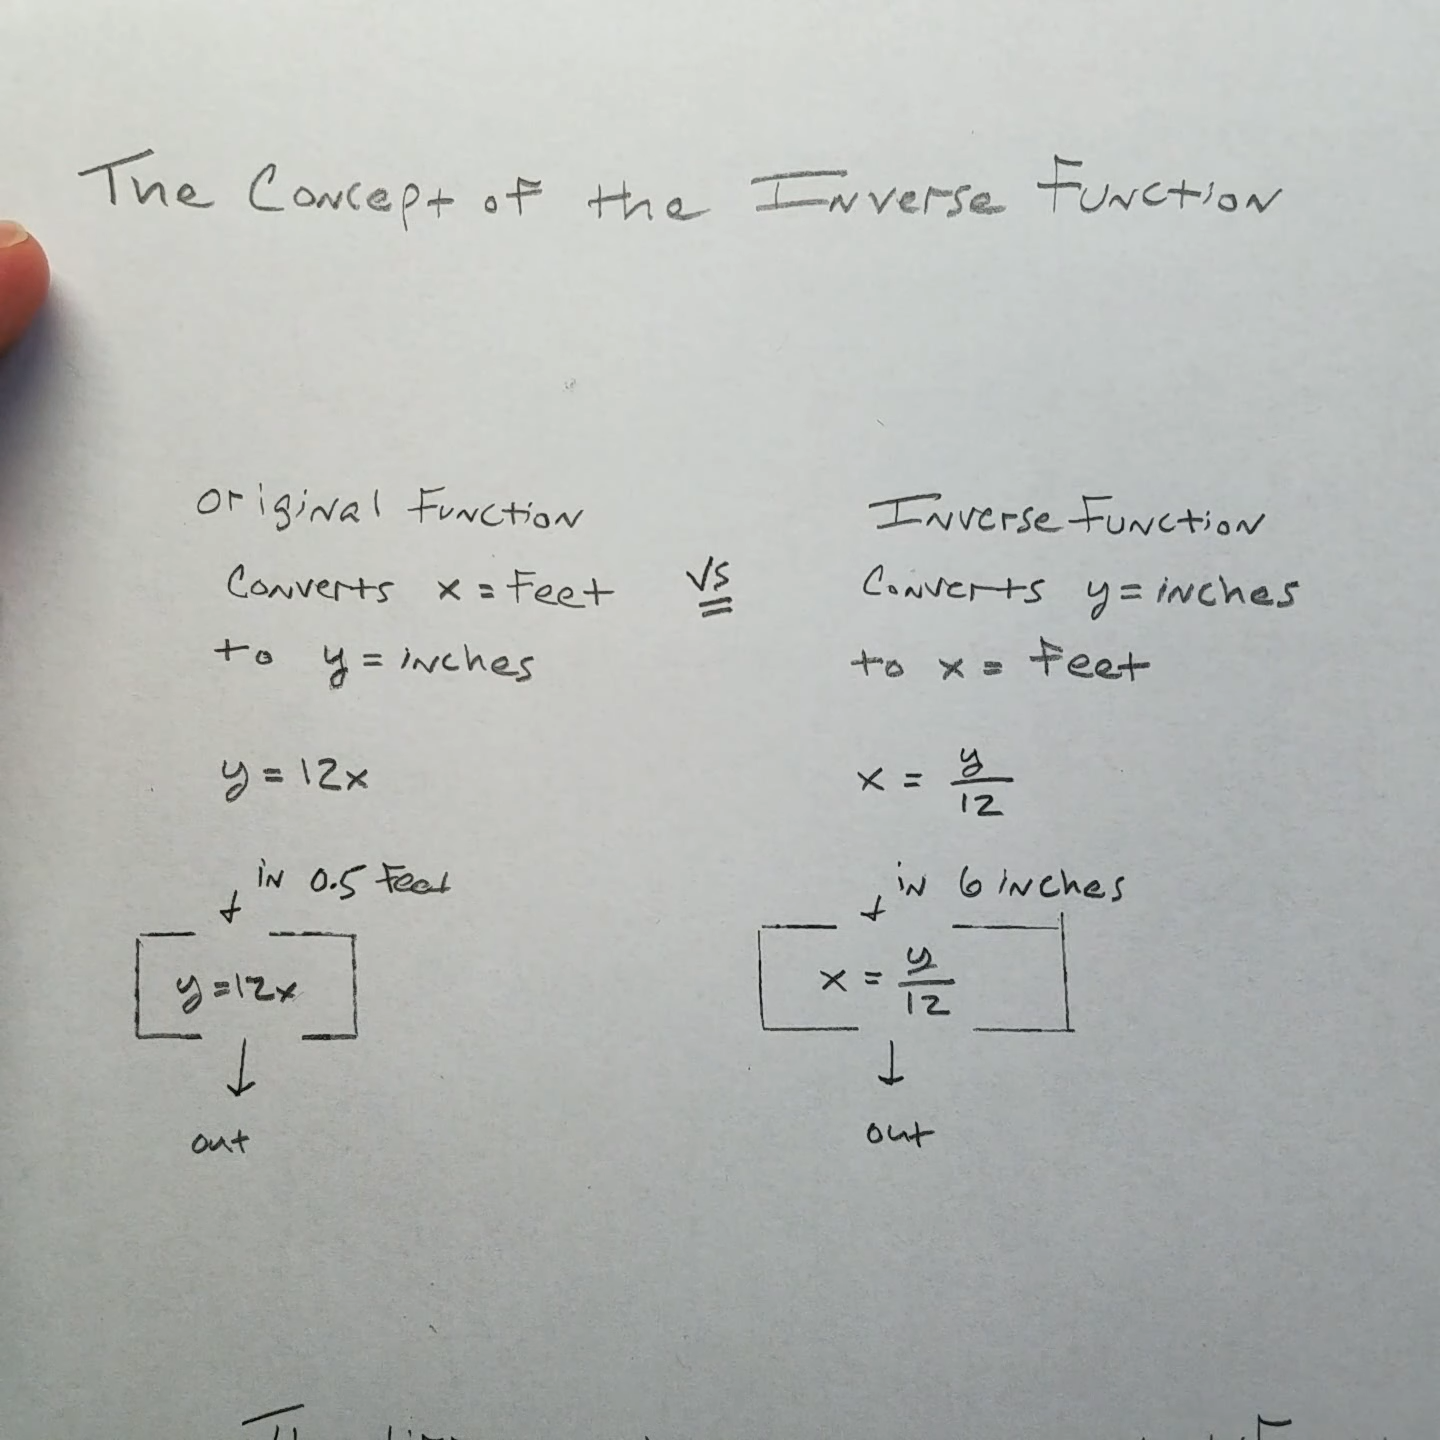 The Concept of the Inverse Function
Original Function
Converts x = Feet
to y = inches
y = 12x
in 0.5 Feet
y = 12x
out
vs
Inverse Function
Converts y = inches
to x = Feet
x = y/12
in 6 inches
x = y/12
out